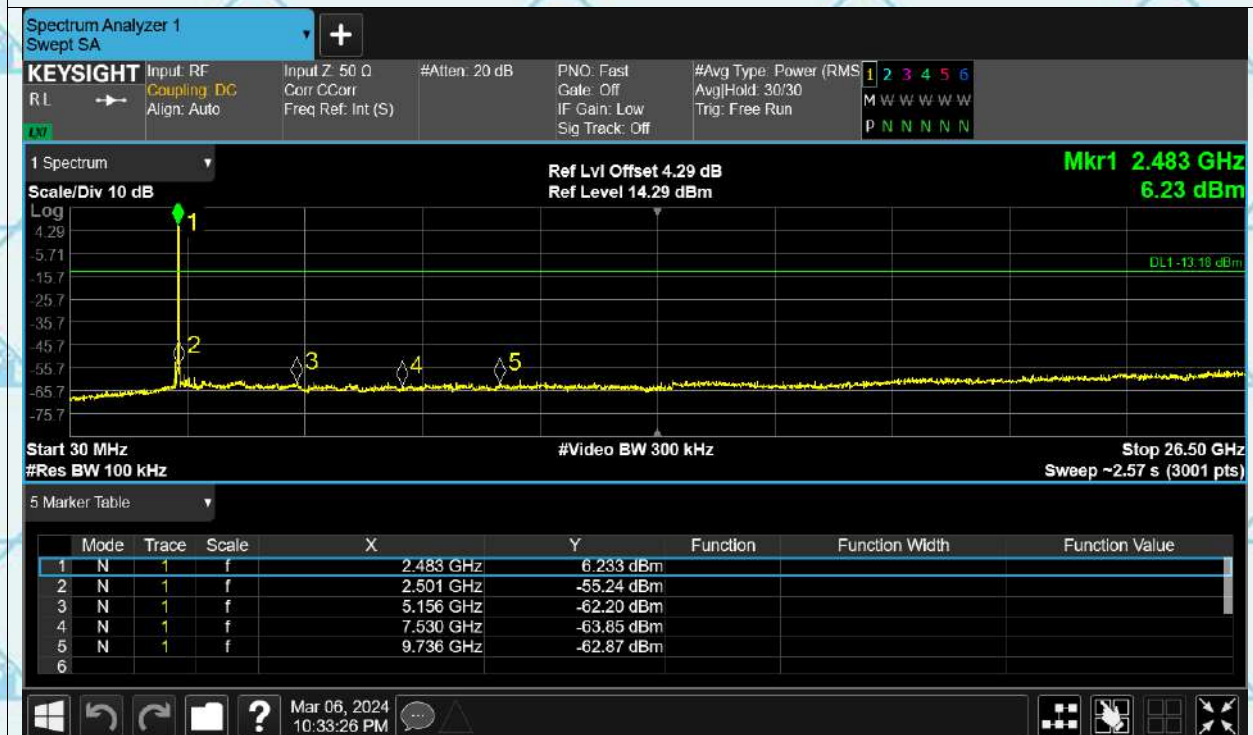 Spectrum Analyzer 1
Swept SA
+
KEYSIGHT
RL
LXI
Input: RF
Coupling: DC
Align: Auto
Input Z: 50 Ω
Corr CCorr
Freq Ref: Int (S)
#Atten: 20 dB
PNO: Fast
Gate: Off
IF Gain: Low
Sig Track: Off
#Avg Type: Power (RMS
Avg|Hold: 30/30
Trig: Free Run
1 2 3 4 5 6
M W W W W W
P N N N N N
1 Spectrum
Scale/Div 10 dB
Ref Lvl Offset 4.29 dB
Ref Level 14.29 dBm
Mkr1 2.483 GHz
6.23 dBm
Log
4.29
-5.71
-15.7
-25.7
-35.7
-45.7
-55.7
-65.7
-75.7
1
2
3
4
5
DL1 -13.18 dBm
Start 30 MHz
#Res BW 100 kHz
#Video BW 300 kHz
Stop 26.50 GHz
Sweep ~2.57 s (3001 pts)
5 Marker Table
Mode Trace Scale X Y Function Function Width Function Value
1 N 1 f 2.483 GHz 6.233 dBm
2 N 1 f 2.501 GHz -55.24 dBm
3 N 1 f 5.156 GHz -62.20 dBm
4 N 1 f 7.530 GHz -63.85 dBm
5 N 1 f 9.736 GHz -62.87 dBm
6
?
Mar 06, 2024
10:33:26 PM